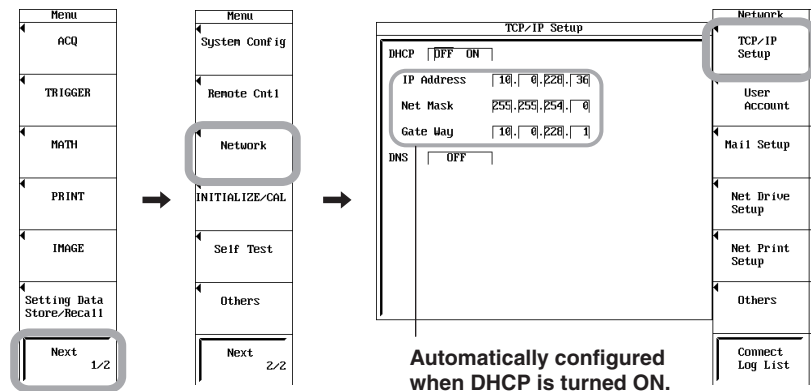 Menu
ACQ
TRIGGER
MATH
PRINT
IMAGE
Setting Data
Store/Recall
Next
1/2
Menu
System Config
Remote Cntl
Network
INITIALIZE/CAL
Self Test
Others
Next
2/2
TCP/IP Setup
DHCP OFF ON
IP Address 10. 0.228. 36
Net Mask 255.255.254. 0
Gate Way 10. 0.228. 1
DNS OFF
Automatically configured
when DHCP is turned ON.
Network
TCP/IP
Setup
User
Account
Mail Setup
Net Drive
Setup
Net Print
Setup
Others
Connect
Log List